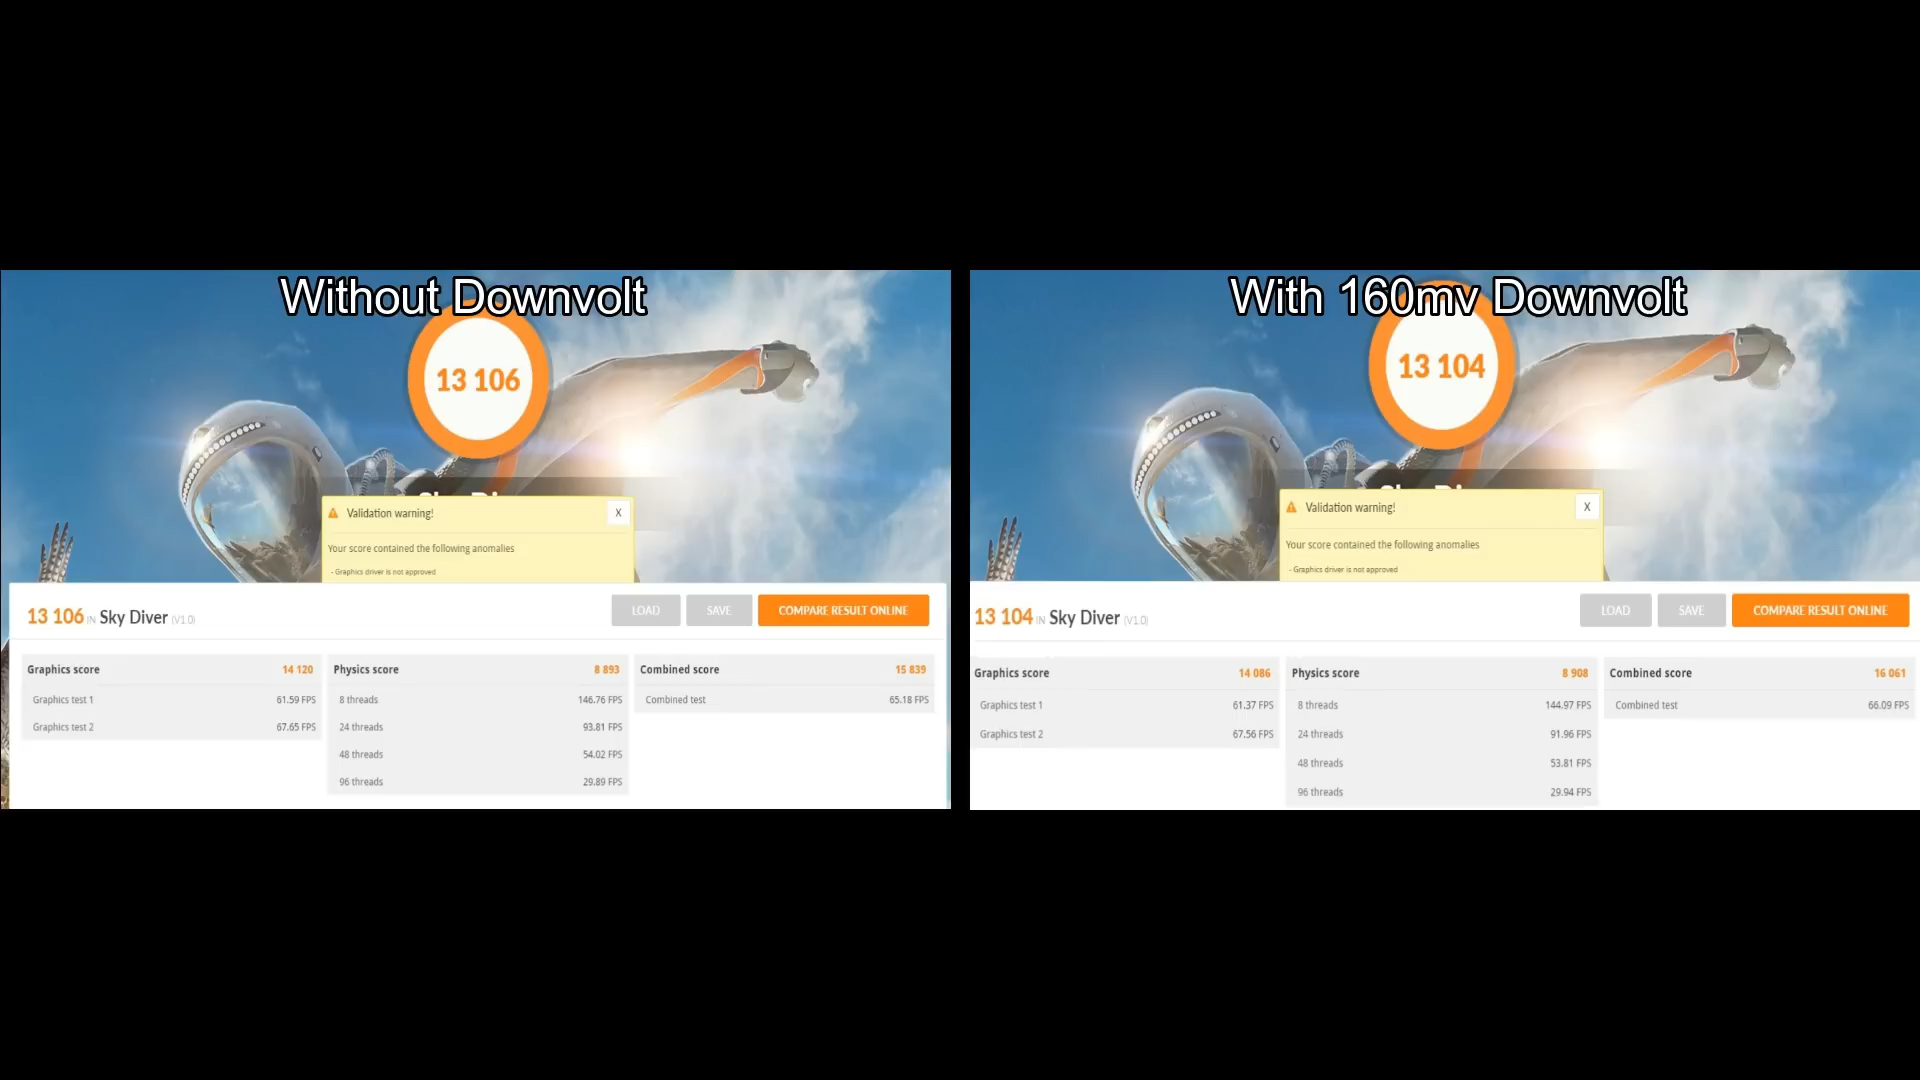 Without Downvolt
13 106
Validation warning!
X
Your score contained the following anomalies
- Graphics driver is not approved
13 106 IN Sky Diver (V1.0)
LOAD
SAVE
COMPARE RESULT ONLINE
Graphics score 14 120
Graphics test 1 61.59 FPS
Graphics test 2 67.65 FPS
Physics score 8 893
8 threads 146.76 FPS
24 threads 93.81 FPS
48 threads 54.02 FPS
96 threads 29.89 FPS
Combined score 15 839
Combined test 65.18 FPS
With 160mv Downvolt
13 104
Validation warning!
X
Your score contained the following anomalies
- Graphics driver is not approved
13 104 IN Sky Diver (V1.0)
LOAD
SAVE
COMPARE RESULT ONLINE
Graphics score 14 086
Graphics test 1 61.37 FPS
Graphics test 2 67.56 FPS
Physics score 8 908
8 threads 144.97 FPS
24 threads 91.96 FPS
48 threads 53.81 FPS
96 threads 29.94 FPS
Combined score 16 061
Combined test 66.09 FPS